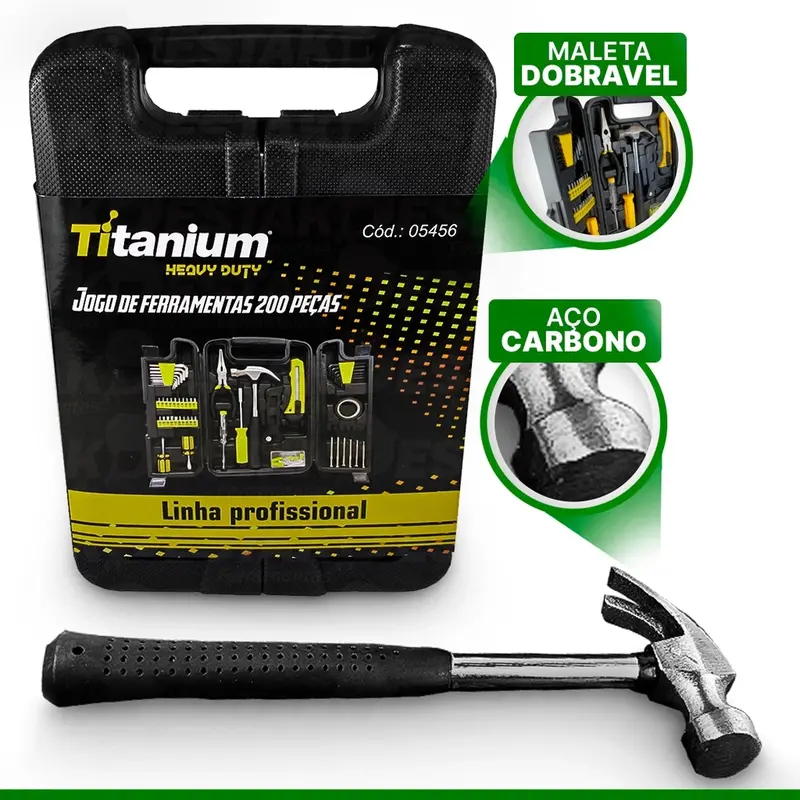 MALETA
DOBRAVEL
Titanium®
HEAVY DUTY
Cód.: 05456
JOGO DE FERRAMENTAS 200 PEÇAS
AÇO
CARBONO
Linha profissional